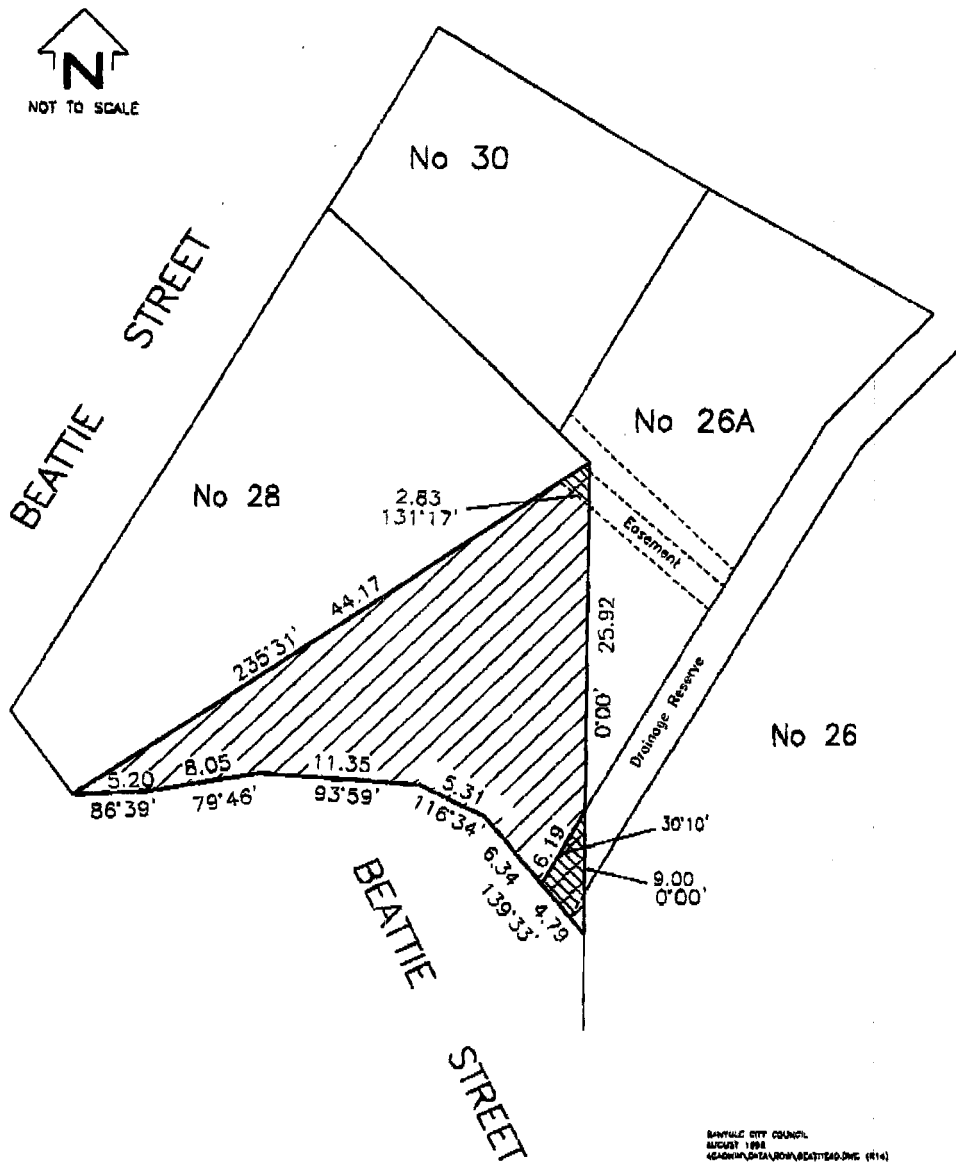 N
NOT TO SCALE
No 30
BEATTIE STREET
No 26A
No 28
2.83
131°17'
Easement
44.17
235°31'
25.92
0°00'
Drainage Reserve
No 26
5.20
86°39'
8.05
79°46'
11.35
93°59'
5.31
116°34'
6.19
30°10'
6.34
139°33'
4.79
9.00
0°00'
BEATTIE
STREET
CITY COUNCIL
AUGUST